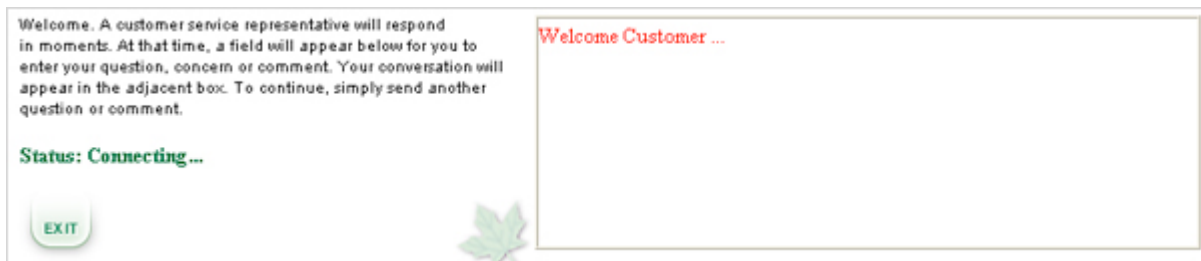 Welcome. A customer service representative will respond
in moments. At that time, a field will appear below for you to
enter your question, concern or comment. Your conversation will
appear in the adjacent box. To continue, simply send another
question or comment.
Status: Connecting...
EXIT
Welcome Customer ...